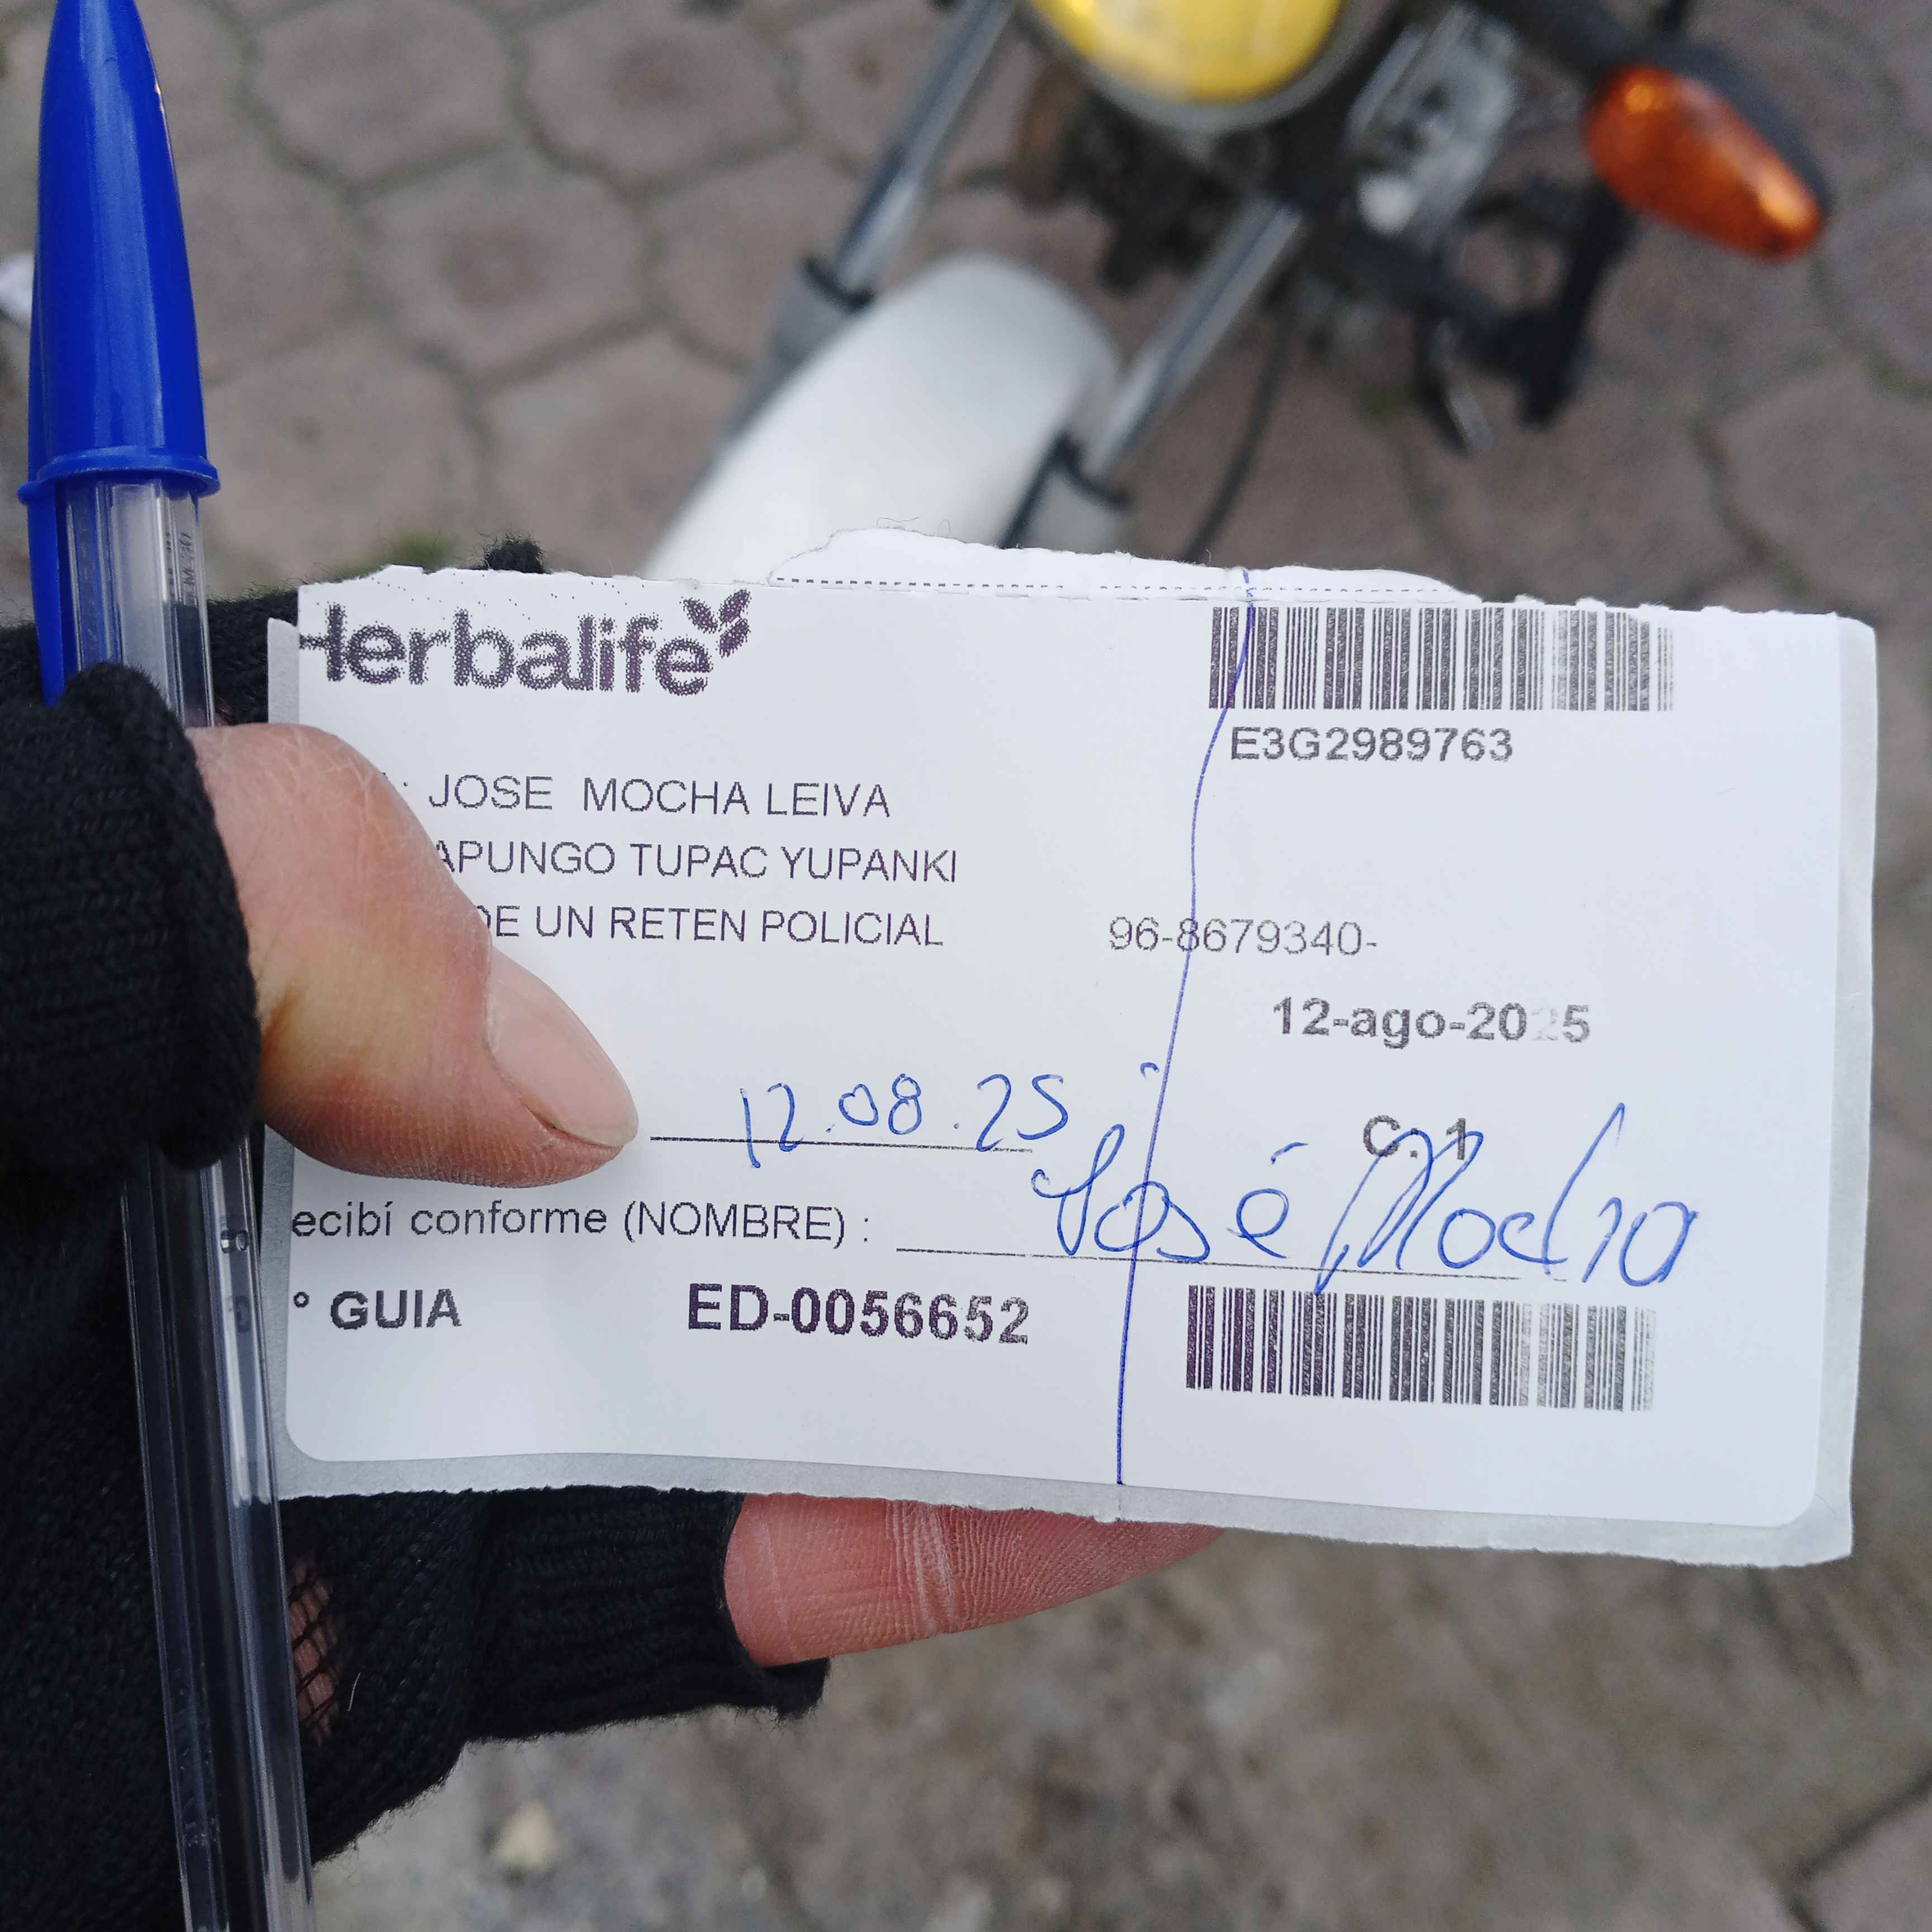 Herbalife
E3G2989763
JOSE MOCHA LEIVA
APUNGO TUPAC YUPANKI
DE UN RETEN POLICIAL 96-8679340-
12-ago-2025
12.08.25
C. 1
ecibí conforme (NOMBRE) : José Mocha
° GUIA ED-0056652